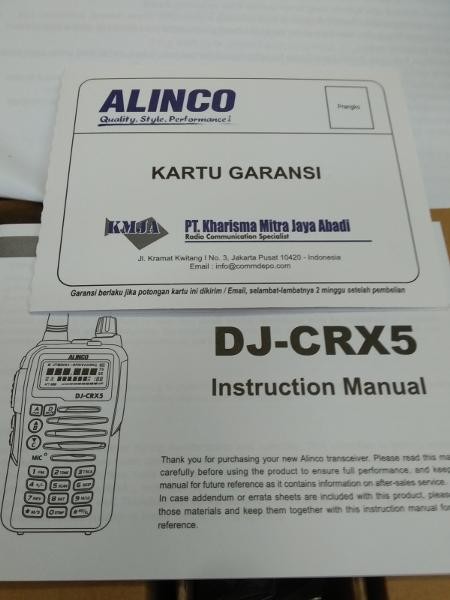 ALINCO
Quality. Style. Performance!
Prangko
KARTU GARANSI
KMJA
PT. Kharisma Mitra Jaya Abadi
Radio Communication Specialist
Jl. Kramat Kwitang I No. 3, Jakarta Pusat 10420 - Indonesia
Email : info@commdepo.com
Garansi berlaku jika potongan kartu ini dikirim / Email, selambat-lambatnya 2 minggu setelah pembelian
DJ-CRX5
Instruction Manual
ALINCO
DJ-CRX5
MIC
Thank you for purchasing your new Alinco transceiver. Please read this ma
carefully before using the product to ensure full performance, and keep
manual for future reference as it contains information on after-sales service.
In case addendum or errata sheets are included with this product, please
those materials and keep them together with this instruction manual for
reference.